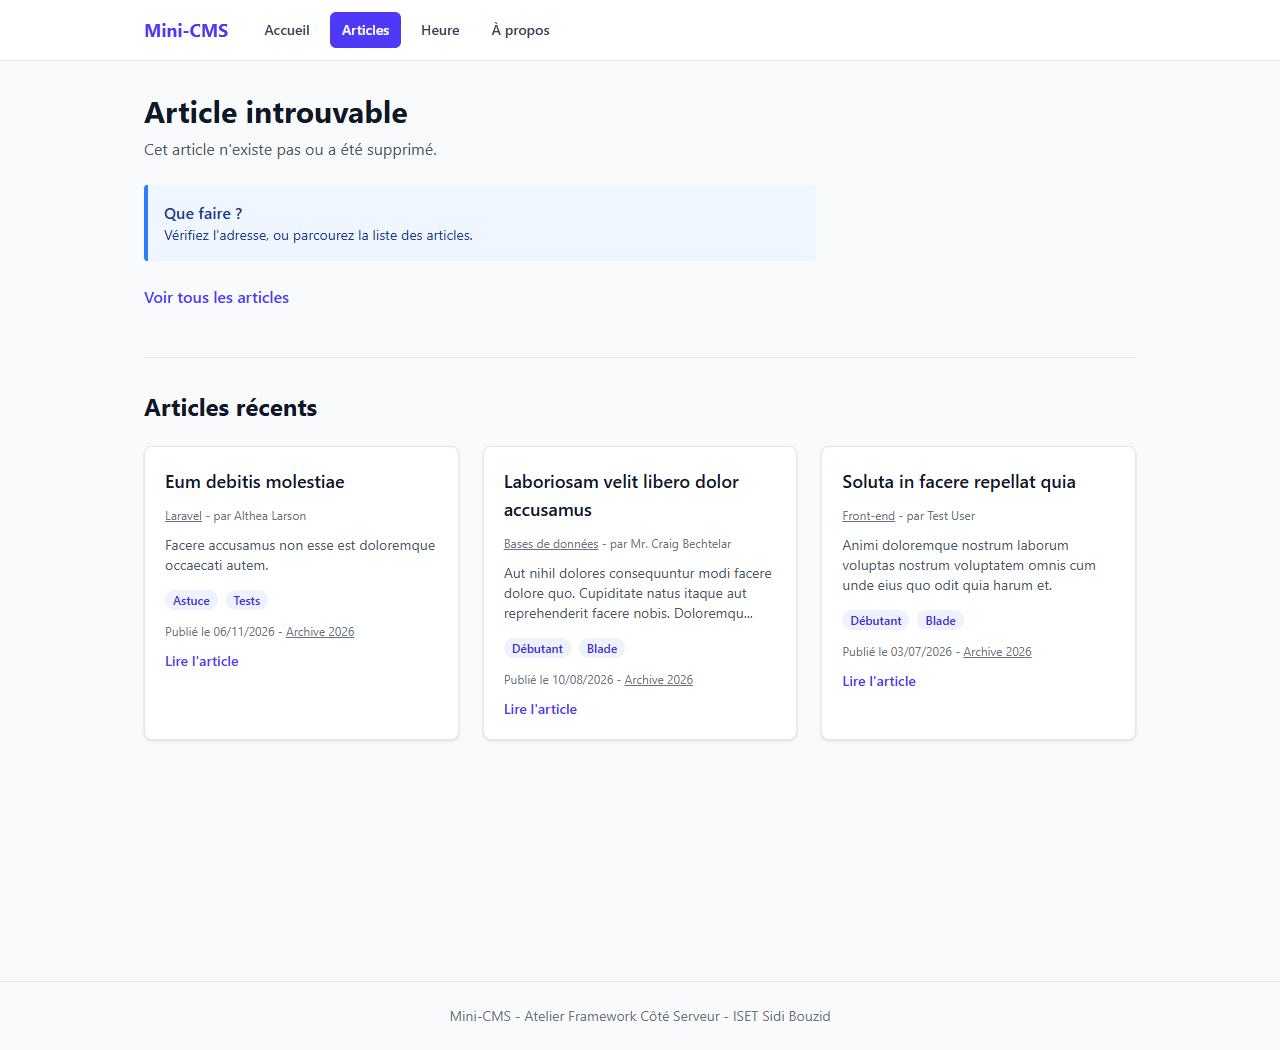 Mini-CMS Accueil Articles Heure À propos
Article introuvable
Cet article n'existe pas ou a été supprimé.
Que faire ?
Vérifiez l'adresse, ou parcourez la liste des articles.
Voir tous les articles
Articles récents
Eum debitis molestiae
Laravel - par Althea Larson
Facere accusamus non esse est doloremque
occaecati autem.
Astuce Tests
Publié le 06/11/2026 - Archive 2026
Lire l'article
Laboriosam velit libero dolor
accusamus
Bases de données - par Mr. Craig Bechtelar
Aut nihil dolores consequuntur modi facere
dolore quo. Cupiditate natus itaque aut
reprehenderit facere nobis. Doloremqu...
Débutant Blade
Publié le 10/08/2026 - Archive 2026
Lire l'article
Soluta in facere repellat quia
Front-end - par Test User
Animi doloremque nostrum laborum
voluptas nostrum voluptatem omnis cum
unde eius quo odit quia harum et.
Débutant Blade
Publié le 03/07/2026 - Archive 2026
Lire l'article
Mini-CMS - Atelier Framework Côté Serveur - ISET Sidi Bouzid